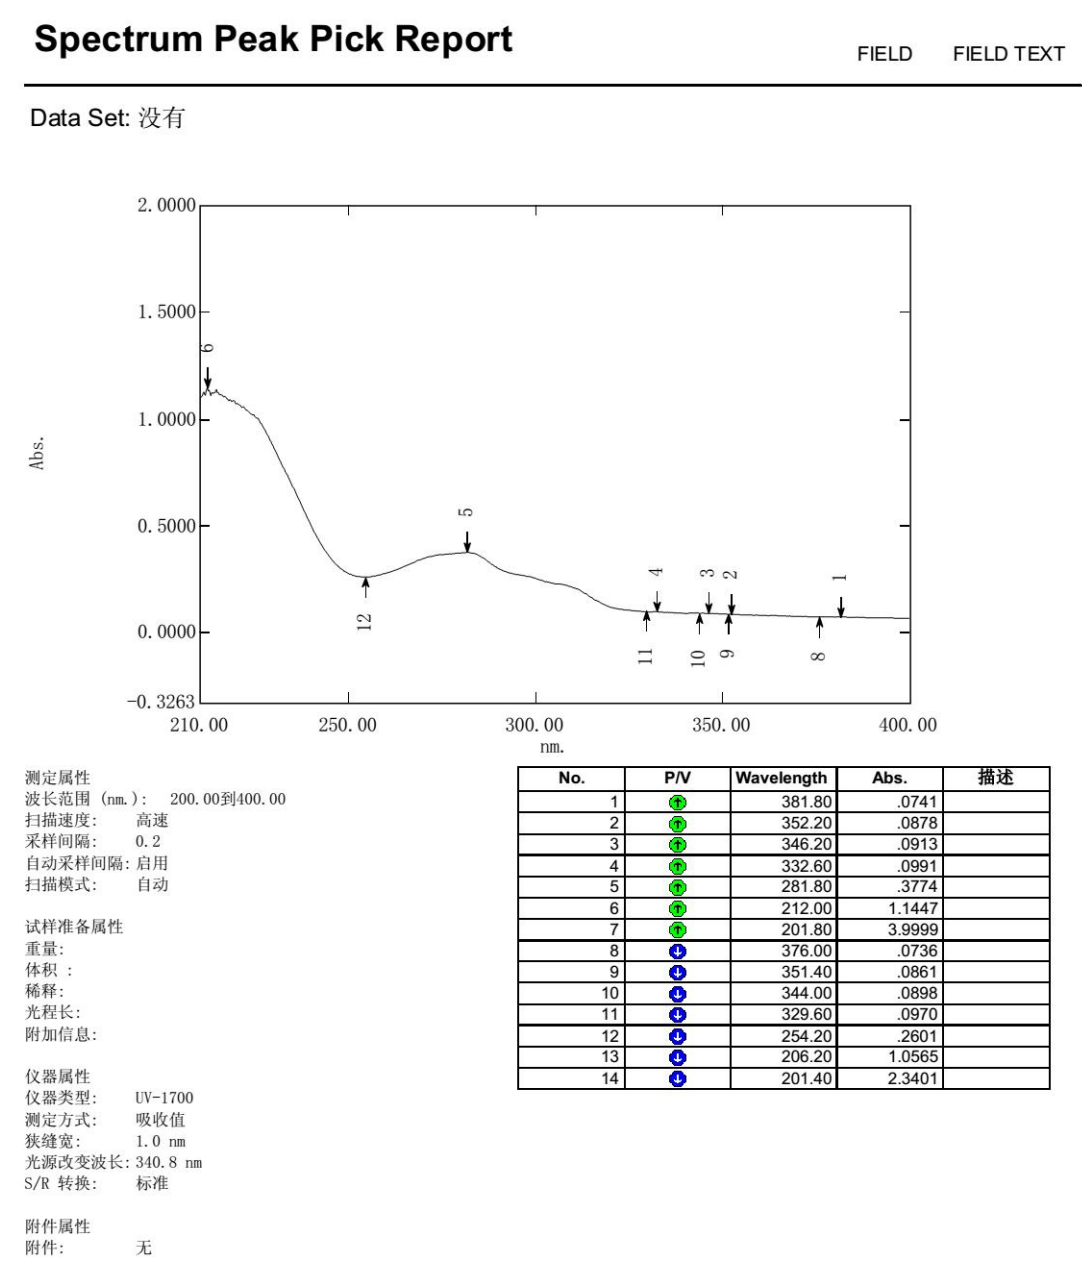 Spectrum Peak Pick Report
FIELD FIELD TEXT
Data Set: 没有
2.0000
1.5000
6
1.0000
Abs.
5
0.5000
4 3 2 1
12
0.0000
11 10 9 8
-0.3263
210.00 250.00 300.00 350.00 400.00
nm.
测定属性
波长范围 (nm.): 200.00到400.00
扫描速度: 高速
采样间隔: 0.2
自动采样间隔: 启用
扫描模式: 自动
试样准备属性
重量:
体积 :
稀释:
光程长:
附加信息:
仪器属性
仪器类型: UV-1700
测定方式: 吸收值
狭缝宽: 1.0 nm
光源改变波长: 340.8 nm
S/R 转换: 标准
附件属性
附件: 无
No. P/V Wavelength Abs. 描述
1 381.80 .0741
2 352.20 .0878
3 346.20 .0913
4 332.60 .0991
5 281.80 .3774
6 212.00 1.1447
7 201.80 3.9999
8 376.00 .0736
9 351.40 .0861
10 344.00 .0898
11 329.60 .0970
12 254.20 .2601
13 206.20 1.0565
14 201.40 2.3401